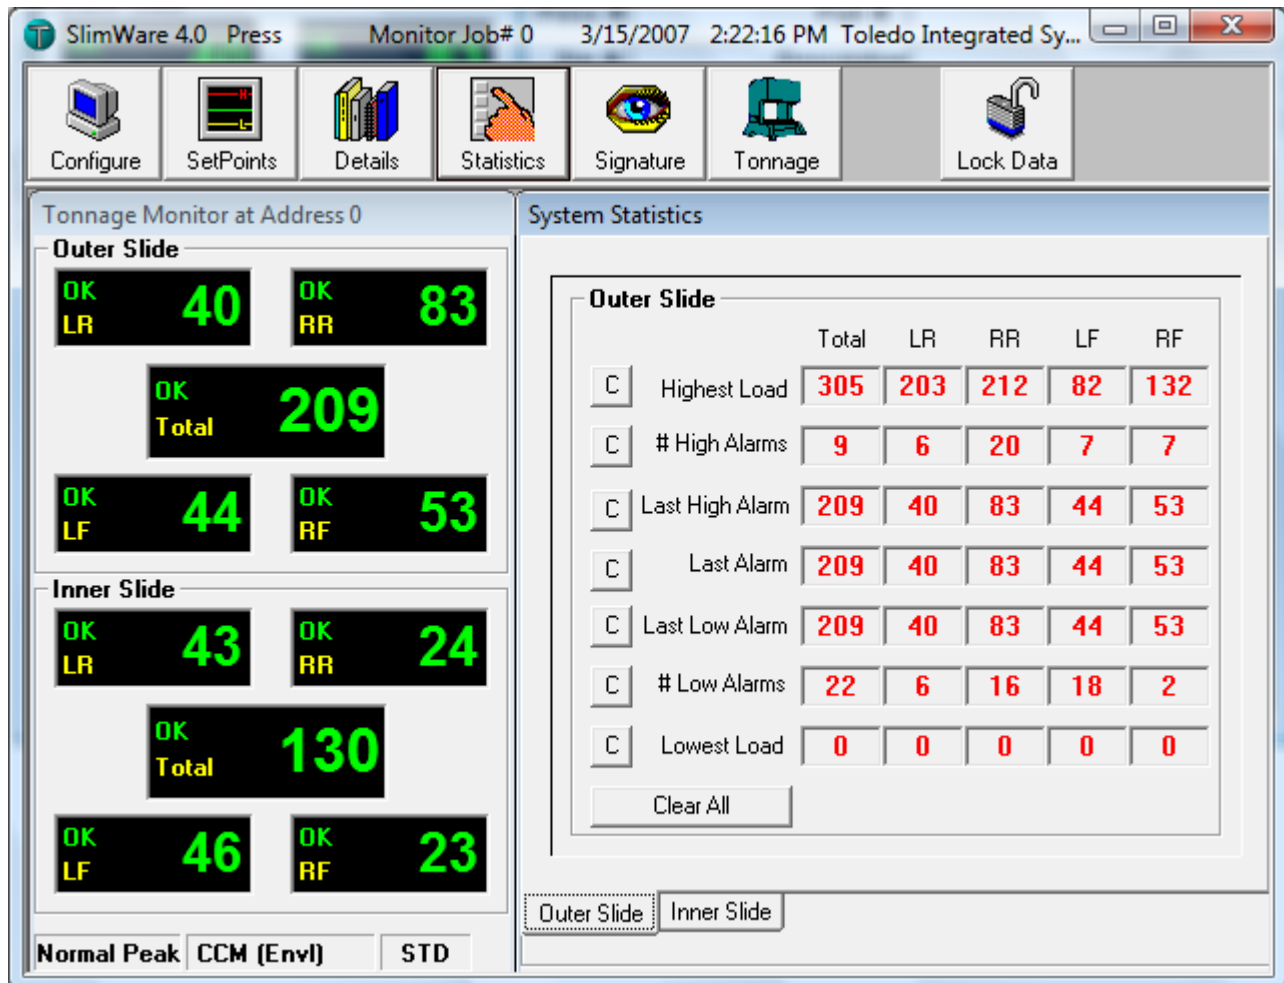 SlimWare 4.0 Press Monitor Job# 0 3/15/2007 2:22:16 PM Toledo Integrated Sy...
Configure SetPoints Details Statistics Signature Tonnage Lock Data
Tonnage Monitor at Address 0
Outer Slide
OK LR 40
OK RR 83
OK Total 209
OK LF 44
OK RF 53
Inner Slide
OK LR 43
OK RR 24
OK Total 130
OK LF 46
OK RF 23
Normal Peak CCM (Envl) STD
System Statistics
Outer Slide
Total LR RR LF RF
C Highest Load 305 203 212 82 132
C # High Alarms 9 6 20 7 7
C Last High Alarm 209 40 83 44 53
C Last Alarm 209 40 83 44 53
C Last Low Alarm 209 40 83 44 53
C # Low Alarms 22 6 16 18 2
C Lowest Load 0 0 0 0 0
Clear All
Outer Slide Inner Slide